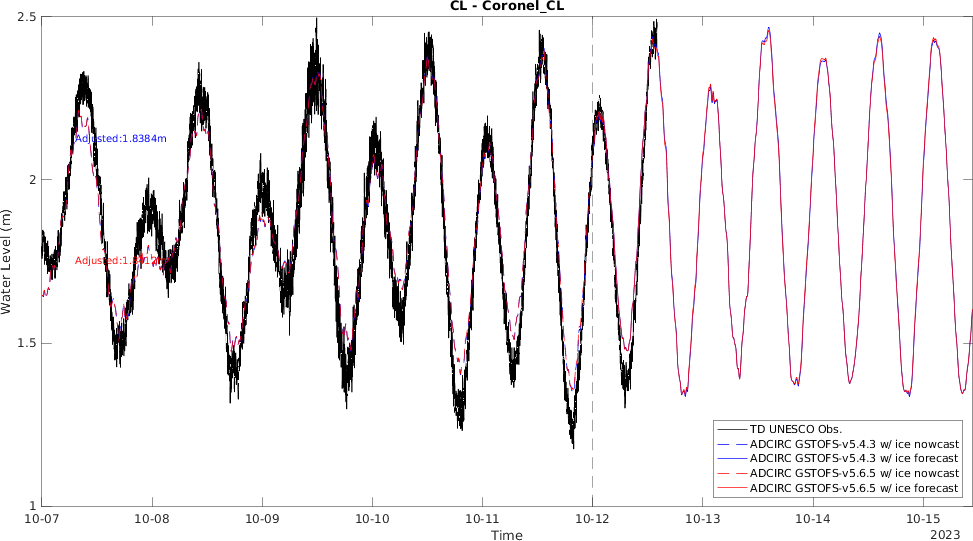 CL - Coronel_CL
2.5
2
1.5
1
Water Level (m)
Adjusted:1.8384m
TD UNESCO Obs.
ADCIRC GSTOFS-v5.4.3 w/ ice nowcast
ADCIRC GSTOFS-v5.4.3 w/ ice forecast
ADCIRC GSTOFS-v5.6.5 w/ ice nowcast
ADCIRC GSTOFS-v5.6.5 w/ ice forecast
10-07 10-08 10-09 10-10 10-11 10-12 10-13 10-14 10-15
Time
2023